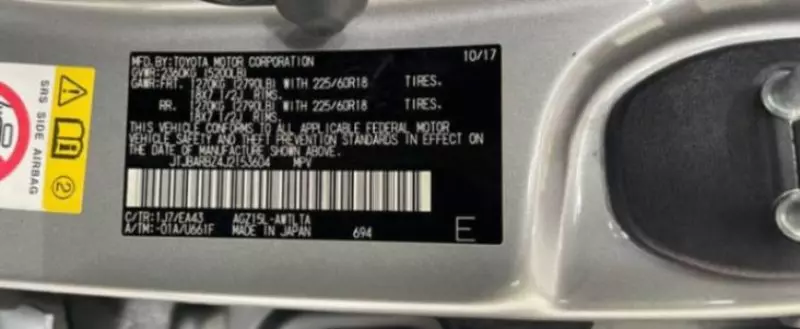 SRS SIDE AIRBAG
2
MFD.BY:TOYOTA MOTOR CORPORATION 10/17
GVWR:2360KG (5200LB)
GAWR:FRT. 1270KG (2790LB) WITH 225/60R18 TIRES.
18X7 1/2J RIMS.
RR. 1270KG (2790LB) WITH 225/60R18 TIRES.
18X7 1/2J RIMS.
THIS VEHICLE CONFORMS TO ALL APPLICABLE FEDERAL MOTOR
VEHICLE SAFETY AND THEFT PREVENTION STANDARDS IN EFFECT
ON THE DATE OF MANUFACTURE SHOWN ABOVE.
JTJBARBZ4J2153604 MPV
C/TR:1J7/EA43 AGZ15L-AWTLTA
A/TM:-01A/U661F MADE IN JAPAN 694 E